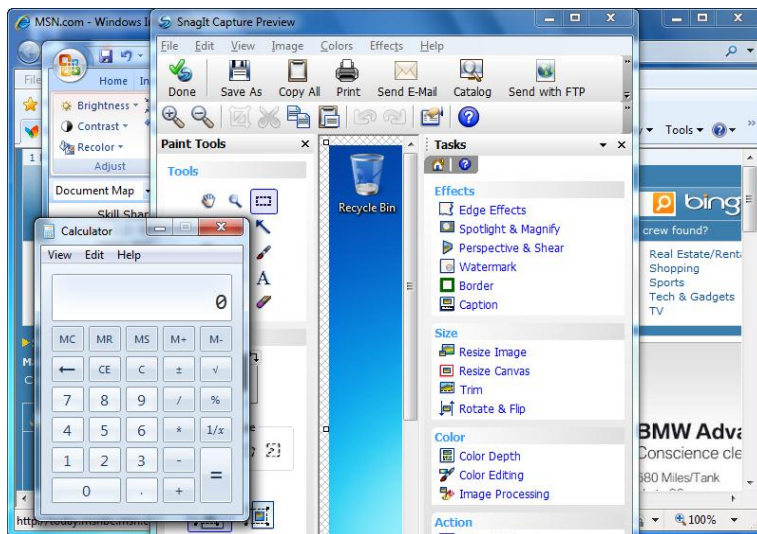 MSN.com - Windows In
SnagIt Capture Preview
File Edit View Image Colors Effects Help
Done Save As Copy All Print Send E-Mail Catalog Send with FTP
File
Home In
Brightness
Contrast
Recolor
Adjust
Document Map
Skill Shar
Paint Tools
Tools
Recycle Bin
Tasks
Effects
Edge Effects
Spotlight & Magnify
Perspective & Shear
Watermark
Border
Caption
Size
Resize Image
Resize Canvas
Trim
Rotate & Flip
Color
Color Depth
Color Editing
Image Processing
Action
Calculator
View Edit Help
0
MC MR MS M+ M-
← CE C ± √
7 8 9 / %
4 5 6 * 1/x
1 2 3 - =
0 . +
Tools
bing
crew found?
Real Estate/Renta
Shopping
Sports
Tech & Gadgets
TV
BMW Adva
Conscience cle
580 Miles/Tank
100%